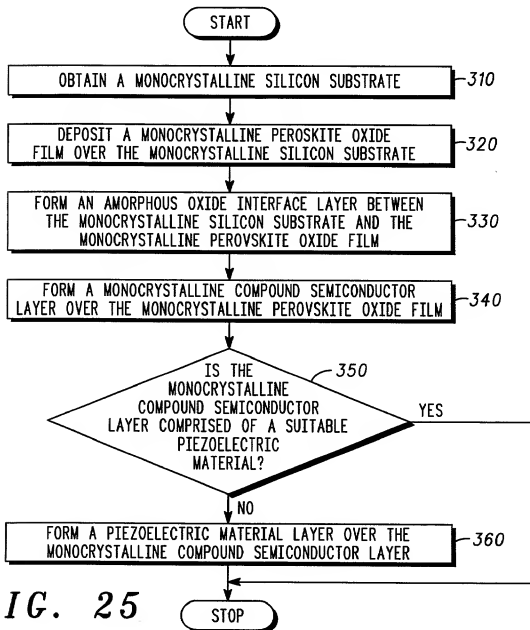 START
OBTAIN A MONOCRYSTALLINE SILICON SUBSTRATE
310
DEPOSIT A MONOCRYSTALLINE PEROSKITE OXIDE
FILM OVER THE MONOCRYSTALLINE SILICON SUBSTRATE
320
FORM AN AMORPHOUS OXIDE INTERFACE LAYER BETWEEN
THE MONOCRYSTALLINE SILICON SUBSTRATE AND THE
MONOCRYSTALLINE PEROVSKITE OXIDE FILM
330
FORM A MONOCRYSTALLINE COMPOUND SEMICONDUCTOR
LAYER OVER THE MONOCRYSTALLINE PEROVSKITE OXIDE FILM
340
IS THE
MONOCRYSTALLINE
COMPOUND SEMICONDUCTOR
LAYER COMPRISED OF A SUITABLE
PIEZOELECTRIC
MATERIAL?
350
YES
NO
FORM A PIEZOELECTRIC MATERIAL LAYER OVER THE
MONOCRYSTALLINE COMPOUND SEMICONDUCTOR LAYER
360
STOP
IG. 25